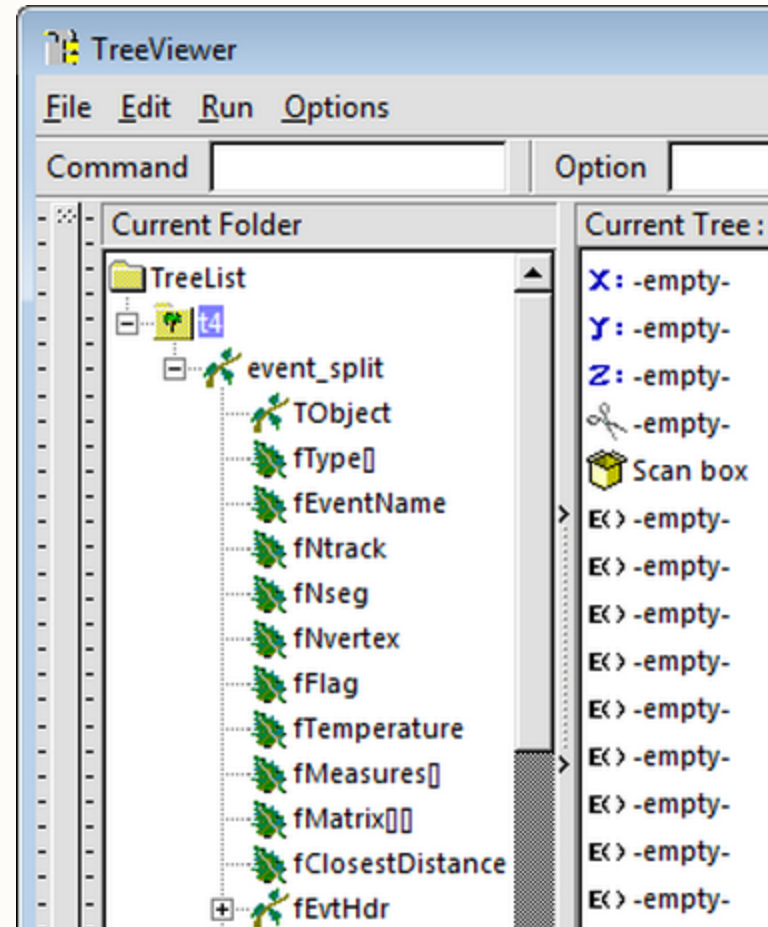 TreeViewer
File Edit Run Options
Command Option
Current Folder
TreeList
t4
event_split
TObject
fType[]
fEventName
fNtrack
fNseg
fNvertex
fFlag
fTemperature
fMeasures[]
fMatrix[][]
fClosestDistance
fEvtHdr
Current Tree :
X: -empty-
Y: -empty-
Z: -empty-
-empty-
Scan box
E() -empty-
E() -empty-
E() -empty-
E() -empty-
E() -empty-
E() -empty-
E() -empty-
E() -empty-
E() -empty-